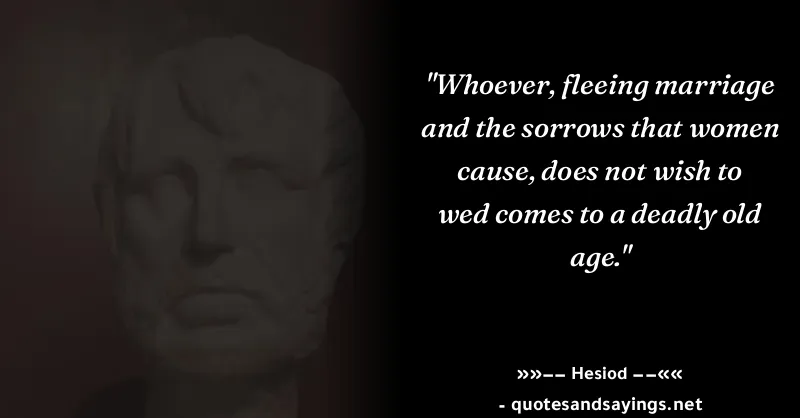 "Whoever, fleeing marriage
and the sorrows that women
cause, does not wish to
wed comes to a deadly old
age."
»»−− Hesiod −−««
- quotesandsayings.net